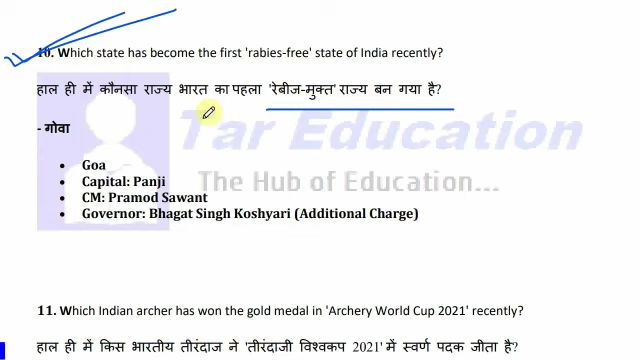 10. Which state has become the first 'rabies-free' state of India recently?
हाल ही में कौनसा राज्य भारत का पहला 'रेबीज-मुक्त' राज्य बन गया है?
Tar Education
- गोवा
• Goa
• Capital: Panji
The Hub of Education...
• CM: Pramod Sawant
• Governor: Bhagat Singh Koshyari (Additional Charge)
11. Which Indian archer has won the gold medal in 'Archery World Cup 2021' recently?
हाल ही में किस भारतीय तीरंदाज ने 'तीरंदाजी विश्वकप 2021' में स्वर्ण पदक जीता है?